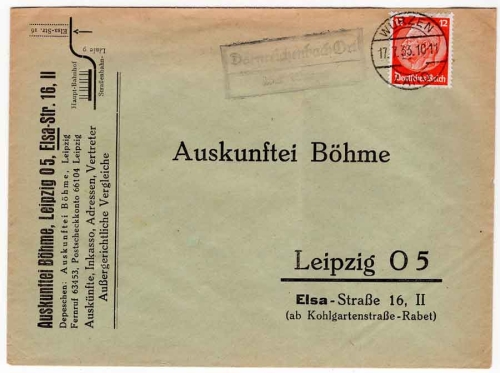 Elsa-Str. 16
Linie 9
Haupt-Bahnhof
Straßenbahn-
Auskunftei Böhme, Leipzig O 5, Elsa-Str. 16, II
Depeschen: Auskunftei Böhme, Leipzig
Fernruf 63453, Postscheckkonto 66104 Leipzig
Auskünfte, Inkasso, Adressen, Vertreter
Außergerichtliche Vergleiche
WURZEN
12
Deutsches Reich
Auskunftei Böhme
Leipzig O 5
Elsa-Straße 16, II
(ab Kohlgartenstraße-Rabet)